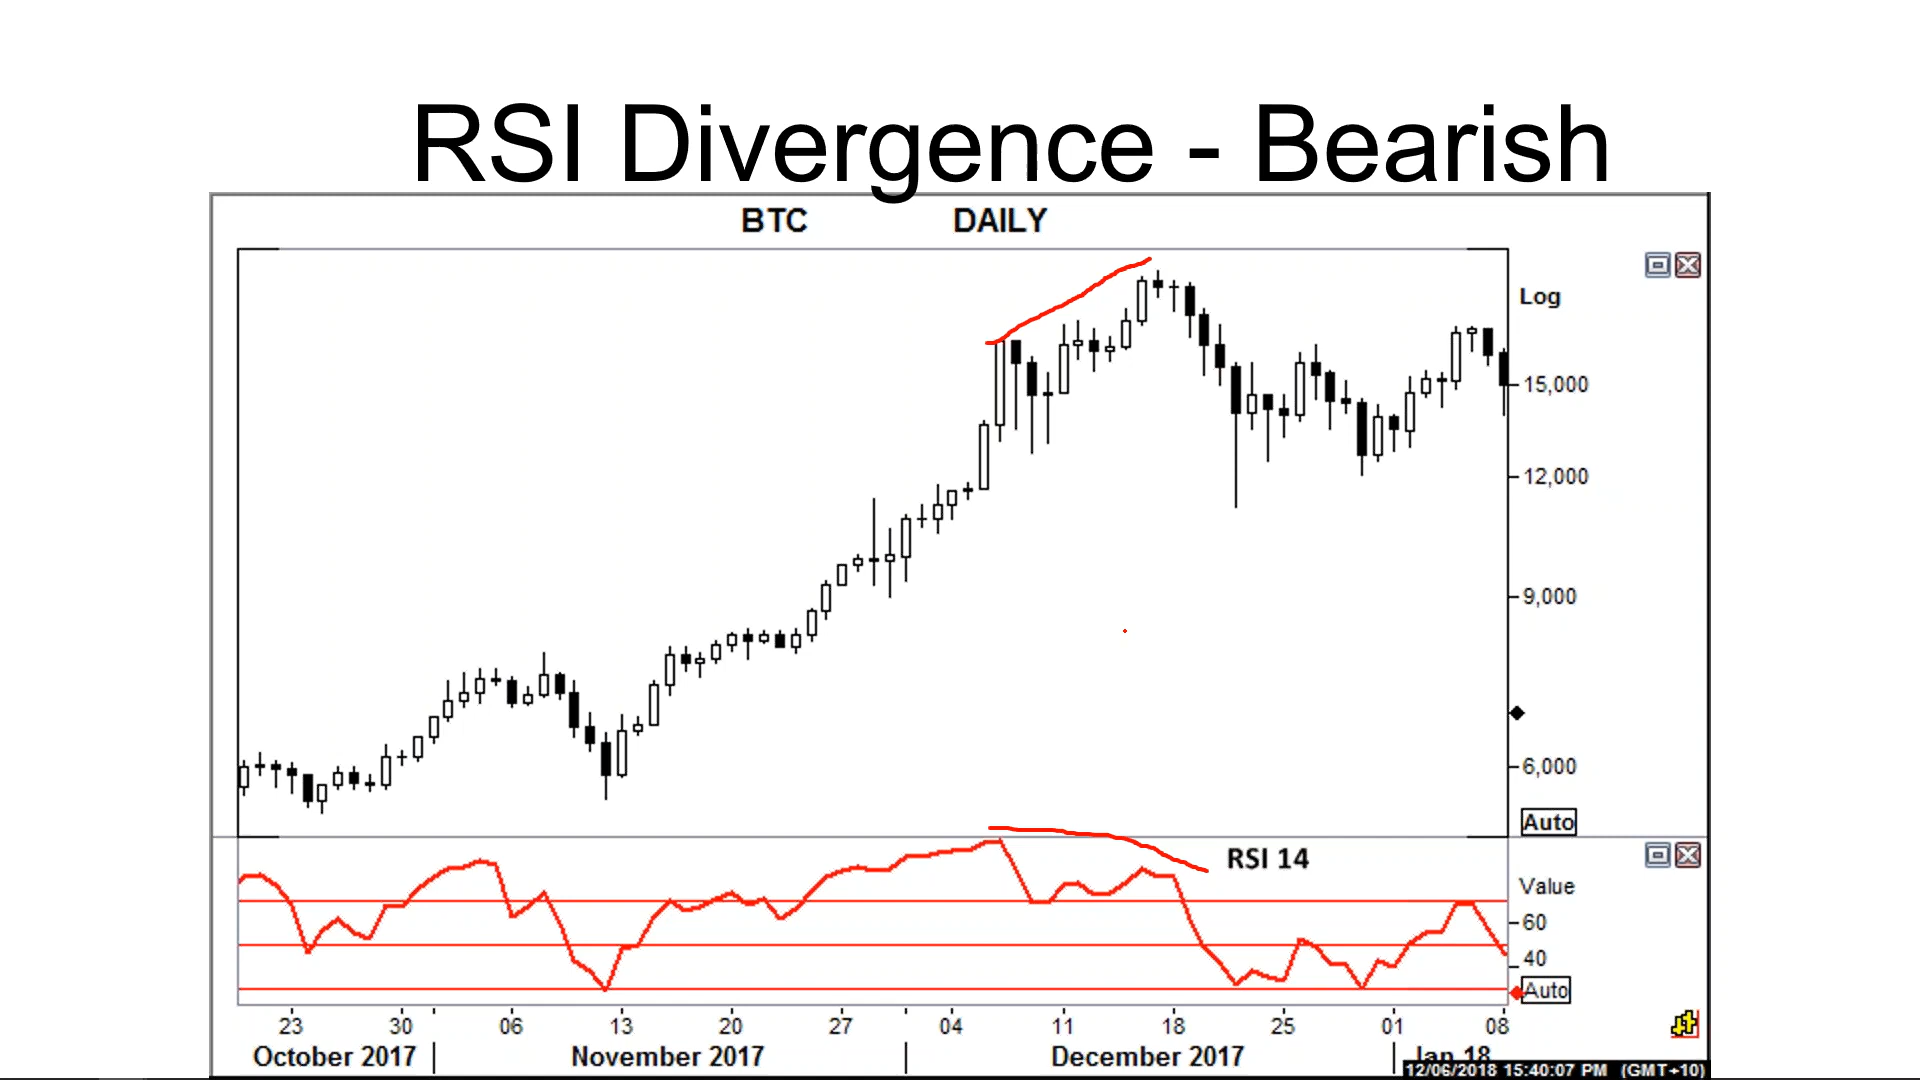 RSI Divergence - Bearish
BTC DAILY
Log
15,000
12,000
9,000
6,000
Auto
RSI 14
Value
60
40
Auto
23 30 06 13 20 27 04 11 18 25 01 08
October 2017 November 2017 December 2017 Jan 18
12/06/2018 15:40:07 PM (GMT+10)